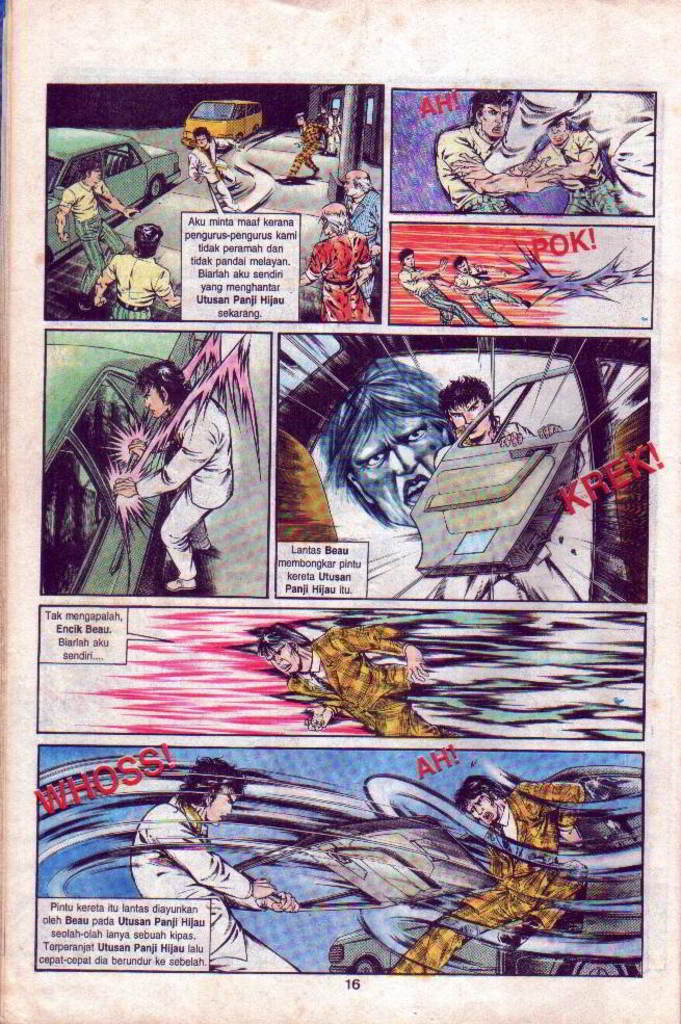 Aku minta maaf kerana
pengurus-pengurus kami
tidak peramah dan
tidak pandai melayan.
Biarlah aku sendiri
yang menghantar
Utusan Panji Hijau
sekarang.
AH!
POK!
Lantas Beau
membongkar pintu
kereta Utusan
Panji Hijau itu.
KREK!
Tak mengapalah,
Encik Beau.
Biarlah aku
sendiri....
WHOSS!
AH!
Pintu kereta itu lantas diayunkan
oleh Beau pada Utusan Panji Hijau
seolah-olah ianya sebuah kipas.
Terperanjat Utusan Panji Hijau lalu
cepat-cepat dia berundur ke sebelah.
16